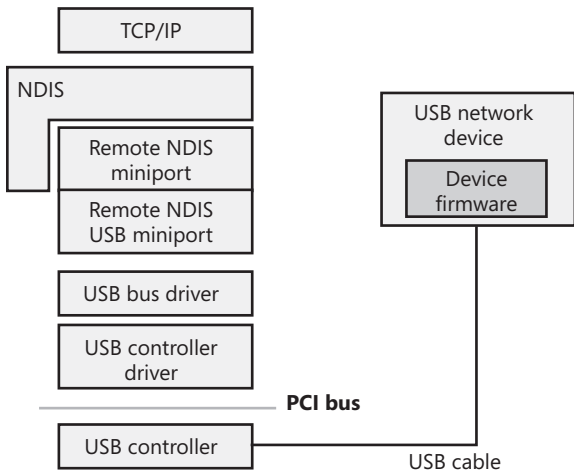 TCP/IP
NDIS
Remote NDIS
miniport
Remote NDIS
USB miniport
USB bus driver
USB controller
driver
PCI bus
USB controller
USB network
device
Device
firmware
USB cable